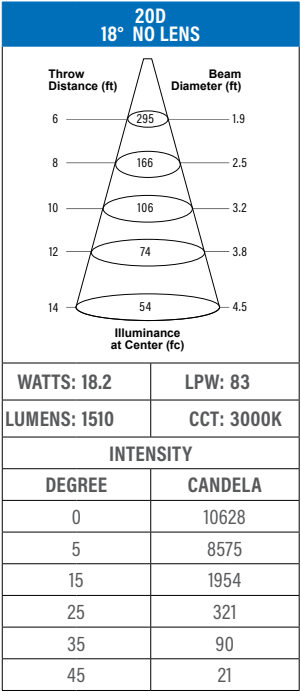 20D
18° NO LENS
Throw Distance (ft) Beam Diameter (ft)
6 295 1.9
8 166 2.5
10 106 3.2
12 74 3.8
14 54 4.5
Illuminance
at Center (fc)
WATTS: 18.2 LPW: 83
LUMENS: 1510 CCT: 3000K
INTENSITY
DEGREE CANDELA
0 10628
5 8575
15 1954
25 321
35 90
45 21